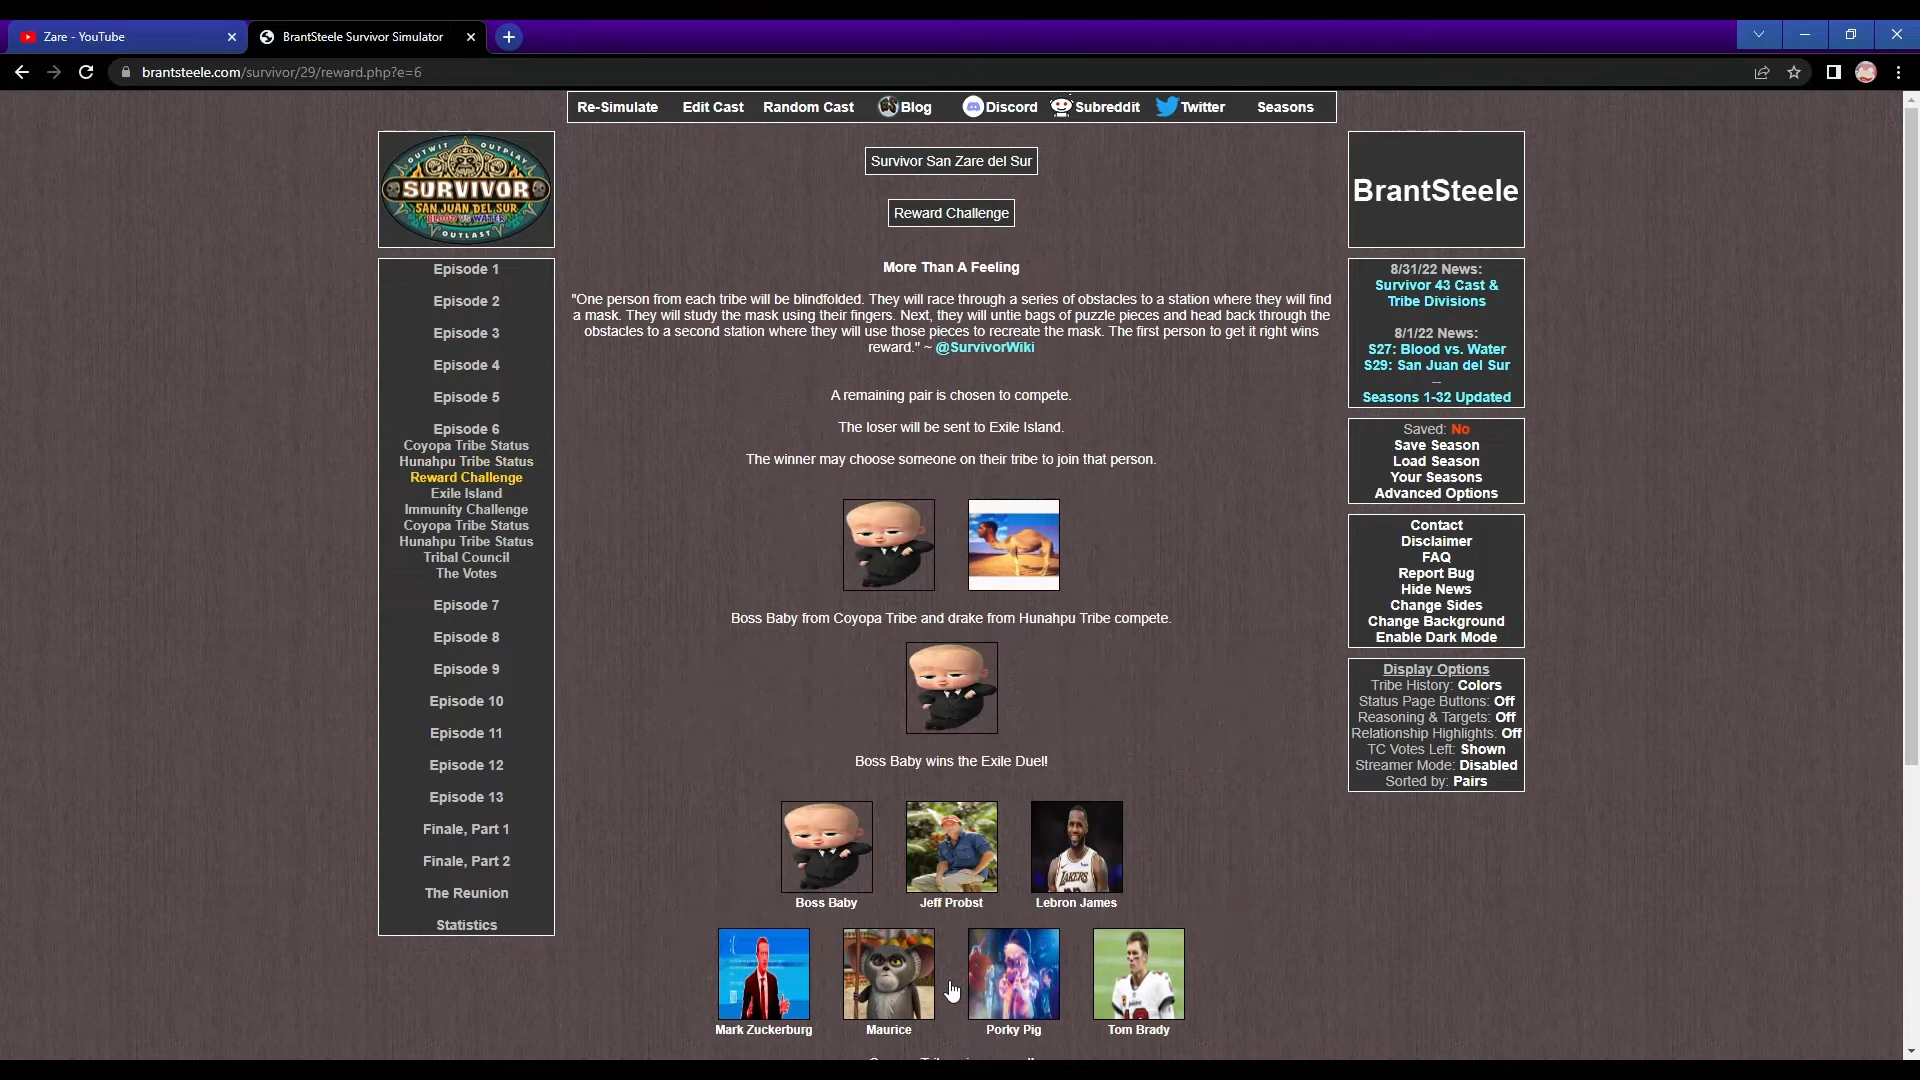 Zare - YouTube
BrantSteele Survivor Simulator
brantsteele.com/survivor/29/reward.php?e=6
Re-Simulate
Edit Cast
Random Cast
Blog
Discord
Subreddit
Twitter
Seasons
OUTWIT OUTPLAY
SURVIVOR
SAN JUAN DEL SUR
BLOOD VS WATER
OUTLAST
Episode 1
Episode 2
Episode 3
Episode 4
Episode 5
Episode 6
Coyopa Tribe Status
Hunahpu Tribe Status
Reward Challenge
Exile Island
Immunity Challenge
Coyopa Tribe Status
Hunahpu Tribe Status
Tribal Council
The Votes
Episode 7
Episode 8
Episode 9
Episode 10
Episode 11
Episode 12
Episode 13
Finale, Part 1
Finale, Part 2
The Reunion
Statistics
Survivor San Zare del Sur
Reward Challenge
More Than A Feeling
"One person from each tribe will be blindfolded. They will race through a series of obstacles to a station where they will find
a mask. They will study the mask using their fingers. Next, they will untie bags of puzzle pieces and head back through the
obstacles to a second station where they will use those pieces to recreate the mask. The first person to get it right wins
reward." ~ @SurvivorWiki
A remaining pair is chosen to compete.
The loser will be sent to Exile Island.
The winner may choose someone on their tribe to join that person.
Boss Baby from Coyopa Tribe and drake from Hunahpu Tribe compete.
Boss Baby wins the Exile Duel!
LAKERS
Boss Baby
Jeff Probst
Lebron James
Mark Zuckerburg
Maurice
Porky Pig
Tom Brady
BrantSteele
8/31/22 News:
Survivor 43 Cast &
Tribe Divisions
8/1/22 News:
S27: Blood vs. Water
S29: San Juan del Sur
--
Seasons 1-32 Updated
Saved: No
Save Season
Load Season
Your Seasons
Advanced Options
Contact
Disclaimer
FAQ
Report Bug
Hide News
Change Sides
Change Background
Enable Dark Mode
Display Options
Tribe History: Colors
Status Page Buttons: Off
Reasoning & Targets: Off
Relationship Highlights: Off
TC Votes Left: Shown
Streamer Mode: Disabled
Sorted by: Pairs